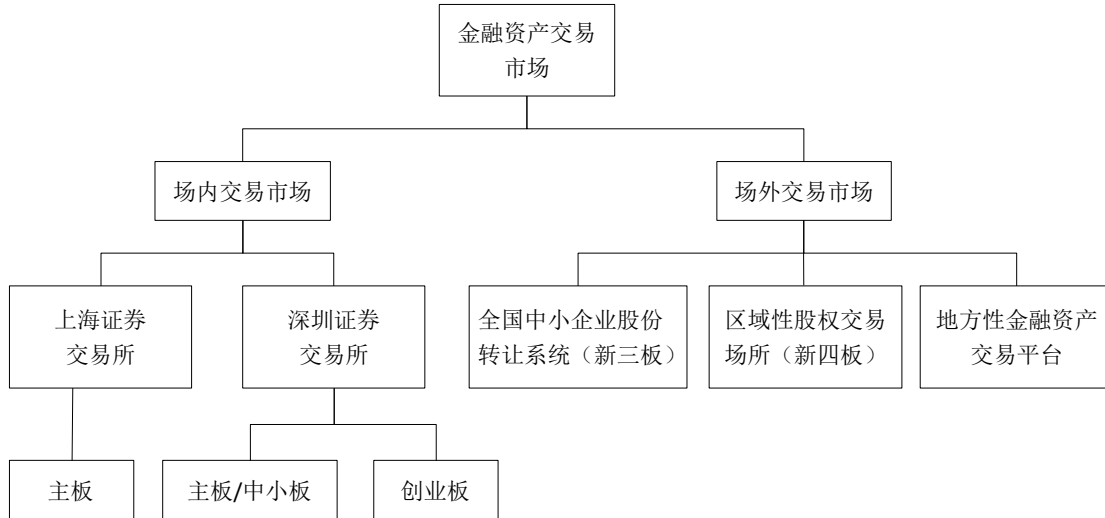 金融资产交易
市场
场内交易市场
场外交易市场
上海证券
交易所
深圳证券
交易所
全国中小企业股份
转让系统（新三板）
区域性股权交易
场所（新四板）
地方性金融资产
交易平台
主板
主板/中小板
创业板